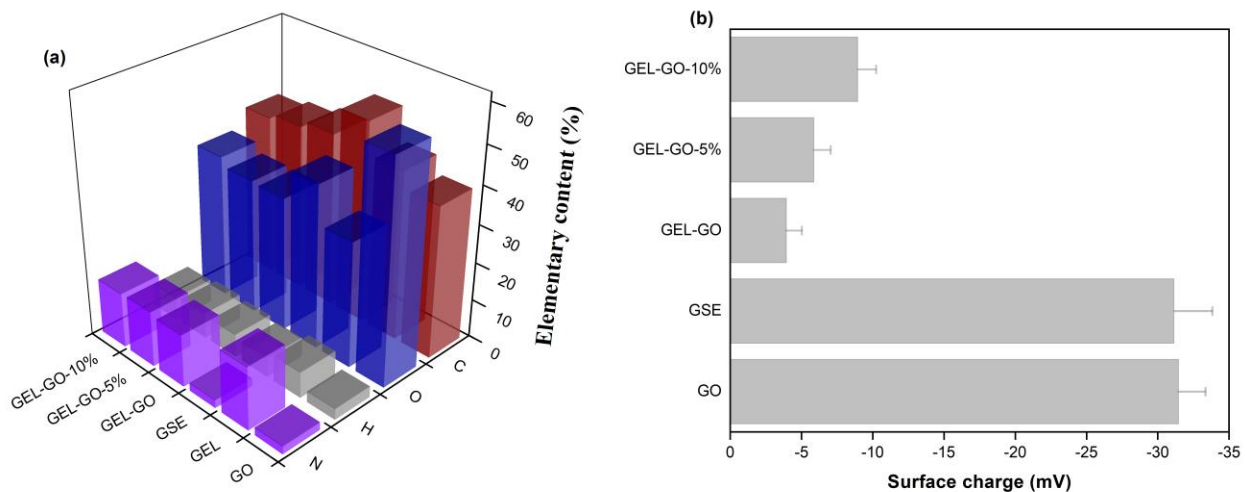 (a)
60
50
40
30
20
10
0
Elementary content (%)
GEL-GO-10%
GEL-GO-5%
GEL-GO
GSE
GEL
GO
N
H
O
C
(b)
GEL-GO-10%
GEL-GO-5%
GEL-GO
GSE
GO
0 -5 -10 -15 -20 -25 -30 -35
Surface charge (mV)